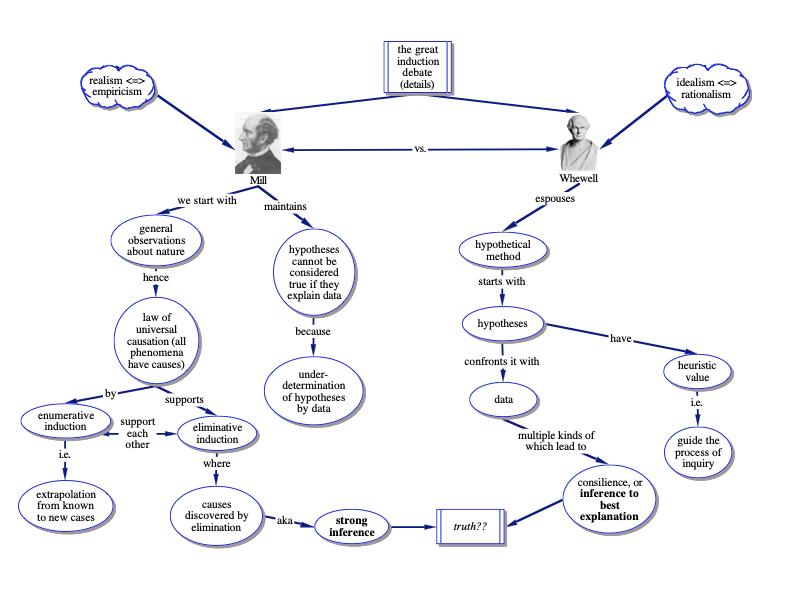 the great
induction
debate
(details)
realism <=>
empiricism
idealism <=>
rationalism
vs.
Mill
Whewell
we start with
maintains
espouses
general
observations
about nature
hypotheses
cannot be
considered
true if they
explain data
hypothetical
method
hence
starts with
law of
universal
causation (all
phenomena
have causes)
because
hypotheses
have
confronts it with
under-
determination
of hypotheses
by data
heuristic
value
by
supports
data
i.e.
enumerative
induction
support
each
other
eliminative
induction
multiple kinds of
which lead to
guide the
process of
inquiry
i.e.
where
extrapolation
from known
to new cases
causes
discovered by
elimination
aka
strong
inference
truth??
consilience, or
inference to
best
explanation